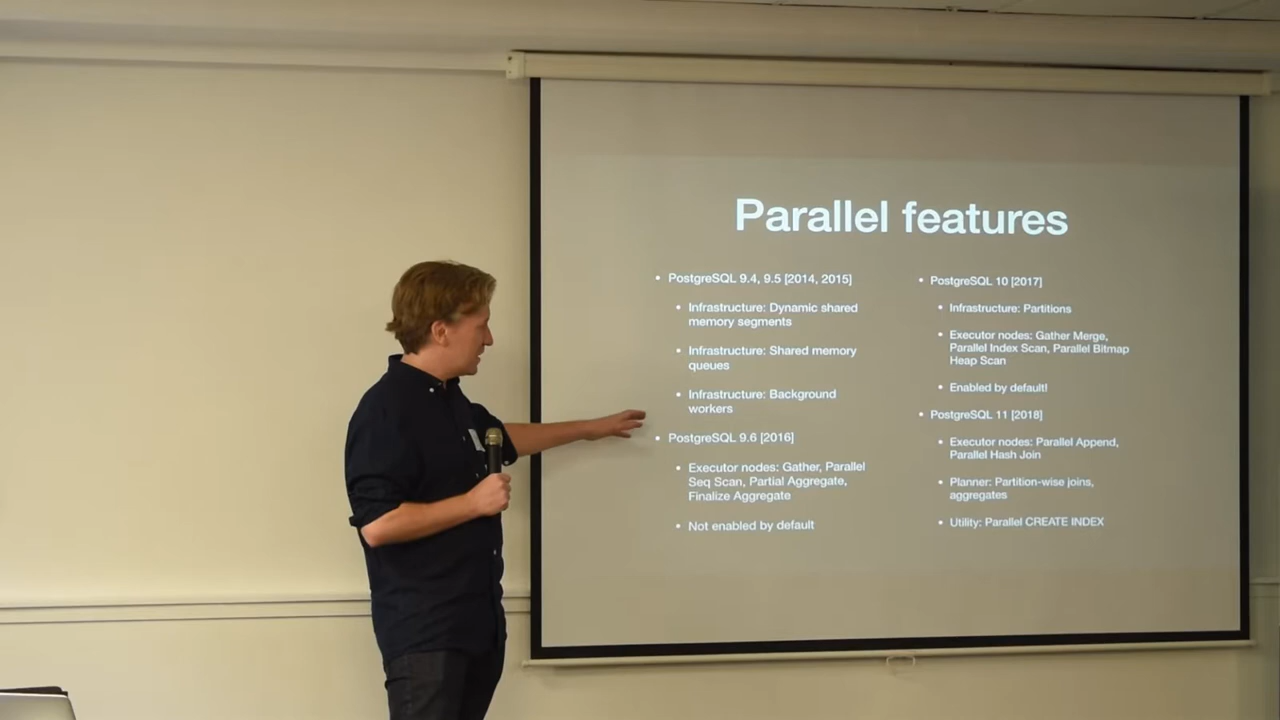 Parallel features
• PostgreSQL 9.4, 9.5 [2014, 2015]
• Infrastructure: Dynamic shared
memory segments
• Infrastructure: Shared memory
queues
• Infrastructure: Background
workers
• PostgreSQL 9.6 [2016]
• Executor nodes: Gather, Parallel
Seq Scan, Partial Aggregate,
Finalize Aggregate
• Not enabled by default
• PostgreSQL 10 [2017]
• Infrastructure: Partitions
• Executor nodes: Gather Merge,
Parallel Index Scan, Parallel Bitmap
Heap Scan
• Enabled by default!
• PostgreSQL 11 [2018]
• Executor nodes: Parallel Append,
Parallel Hash Join
• Planner: Partition-wise joins,
aggregates
• Utility: Parallel CREATE INDEX